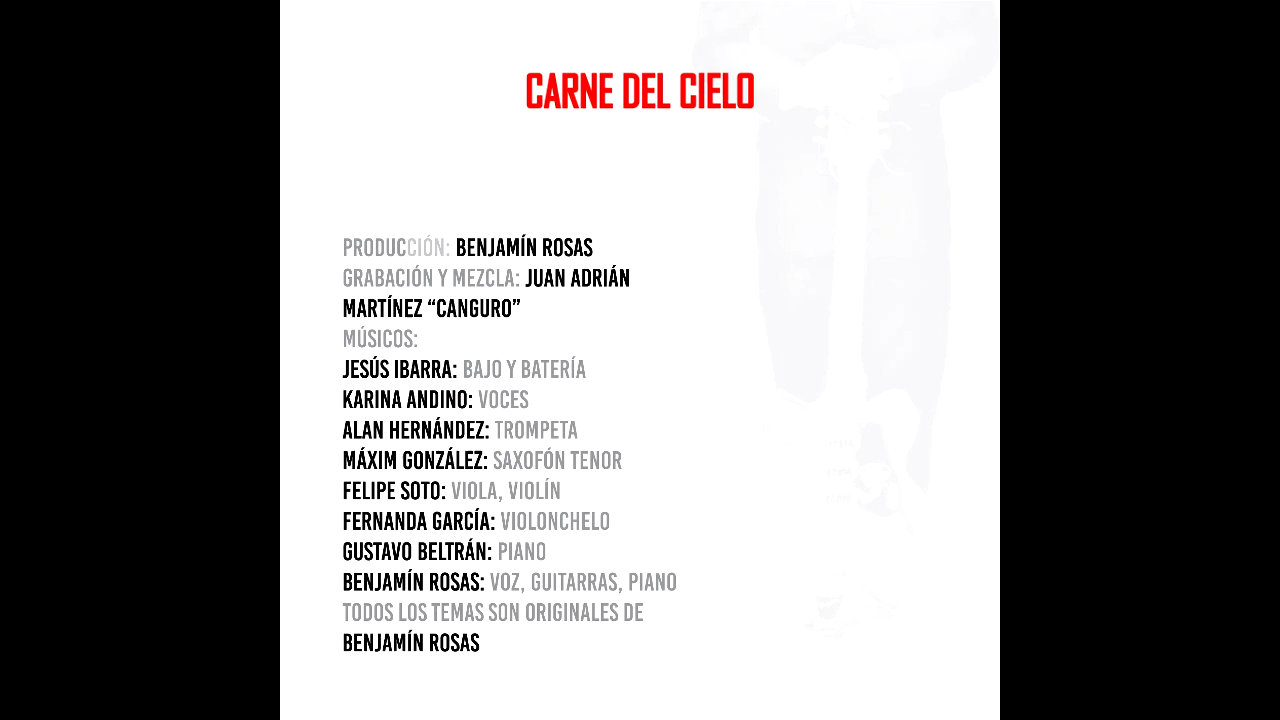 CARNE DEL CIELO
PRODUCCIÓN: BENJAMÍN ROSAS
GRABACIÓN Y MEZCLA: JUAN ADRIÁN
MARTÍNEZ “CANGURO”
MÚSICOS:
JESÚS IBARRA: BAJO Y BATERÍA
KARINA ANDINO: VOCES
ALAN HERNÁNDEZ: TROMPETA
MÁXIM GONZÁLEZ: SAXOFÓN TENOR
FELIPE SOTO: VIOLA, VIOLÍN
FERNANDA GARCÍA: VIOLONCHELO
GUSTAVO BELTRÁN: PIANO
BENJAMÍN ROSAS: VOZ, GUITARRAS, PIANO
TODOS LOS TEMAS SON ORIGINALES DE
BENJAMÍN ROSAS